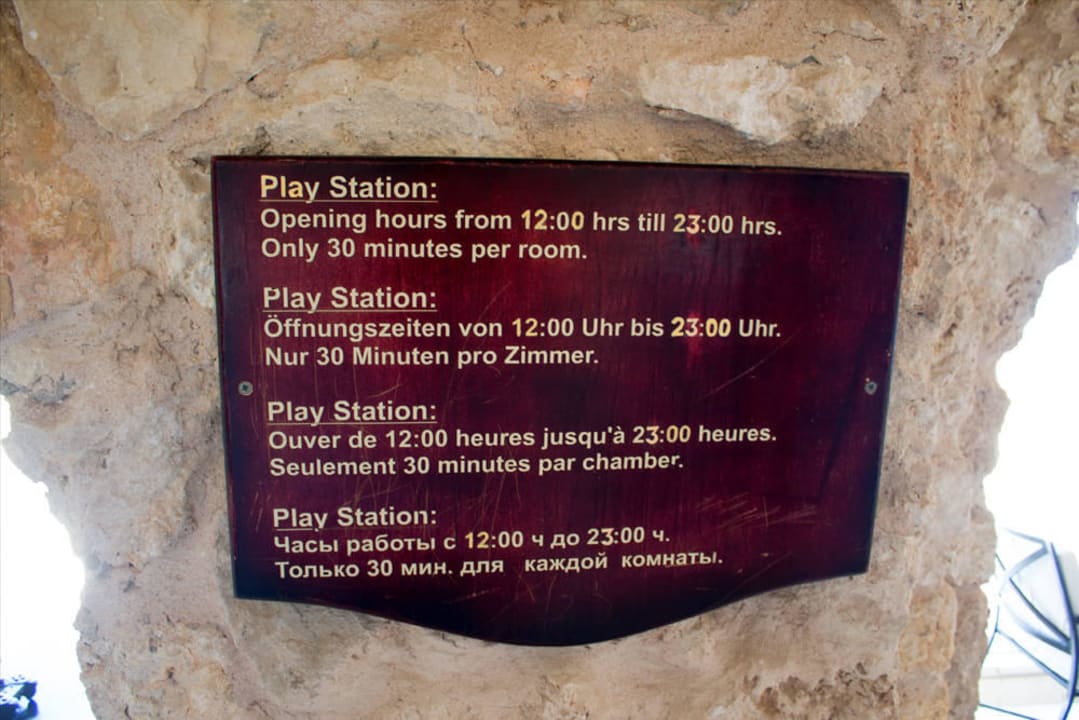 Play Station:
Opening hours from 12:00 hrs till 23:00 hrs.
Only 30 minutes per room.
Play Station:
Öffnungszeiten von 12:00 Uhr bis 23:00 Uhr.
Nur 30 Minuten pro Zimmer.
Play Station:
Ouver de 12:00 heures jusqu'à 23:00 heures.
Seulement 30 minutes par chamber.
Play Station:
Часы работы с 12:00 ч до 23:00 ч.
Только 30 мин. для каждой комнаты.